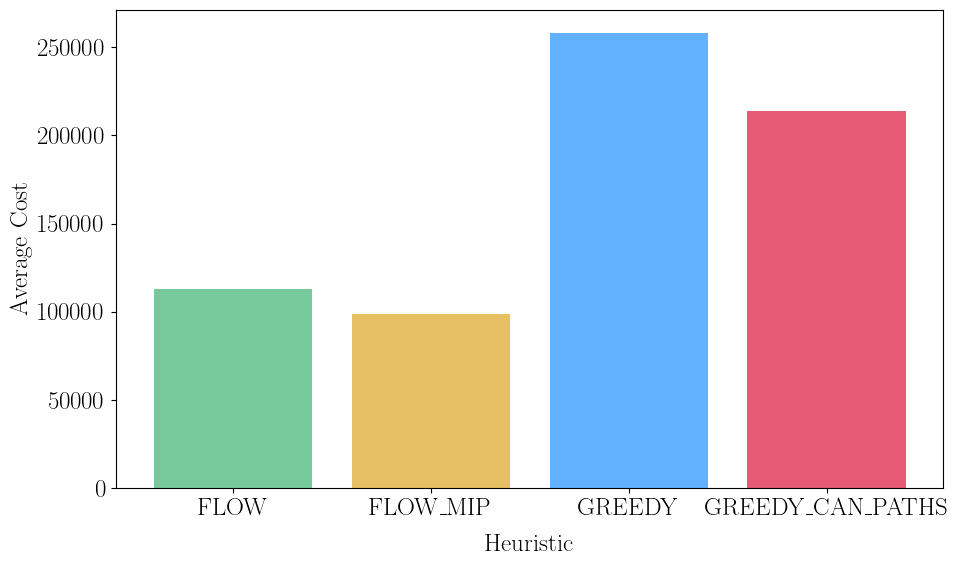 250000
200000
150000
100000
50000
0
Average Cost
FLOW
FLOW_MIP
GREEDY
GREEDY_CAN_PATHS
Heuristic